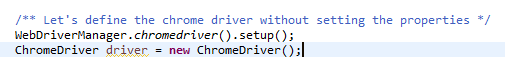 /** Let's define the chrome driver without setting the properties */
WebDriverManager.chromedriver().setup();
ChromeDriver driver = new ChromeDriver();